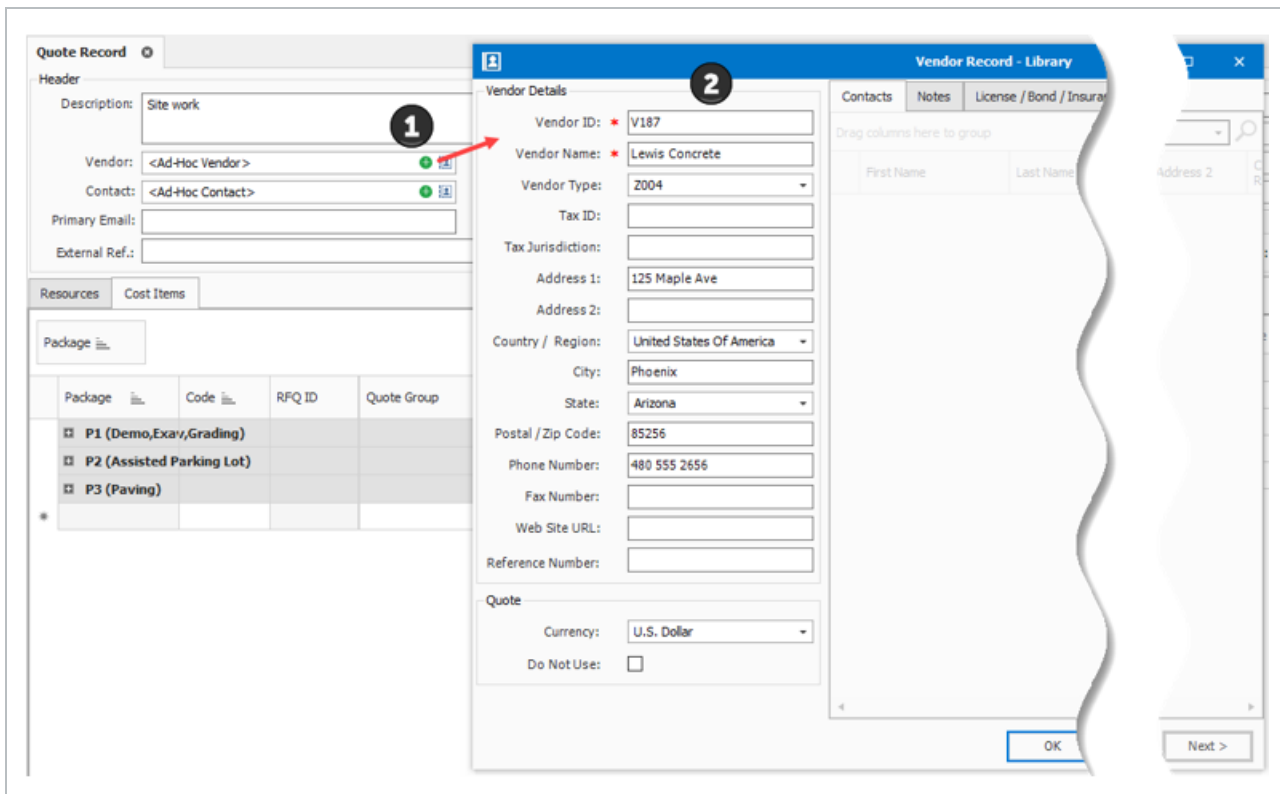 Quote Record
Header
Description: Site work
Vendor: <Ad-Hoc Vendor>
Contact: <Ad-Hoc Contact>
Primary Email:
External Ref.:
Resources Cost Items
Package
Package Code RFQ ID Quote Group
P1 (Demo,Exav,Grading)
P2 (Assisted Parking Lot)
P3 (Paving)
*
1
2
Vendor Record - Library
Vendor Details
Vendor ID: * V187
Vendor Name: * Lewis Concrete
Vendor Type: Z004
Tax ID:
Tax Jurisdiction:
Address 1: 125 Maple Ave
Address 2:
Country / Region: United States Of America
City: Phoenix
State: Arizona
Postal / Zip Code: 85256
Phone Number: 480 555 2656
Fax Number:
Web Site URL:
Reference Number:
Quote
Currency: U.S. Dollar
Do Not Use:
Contacts Notes License / Bond / Insura
Drag columns here to group
First Name Last Name Address 2
OK Next >